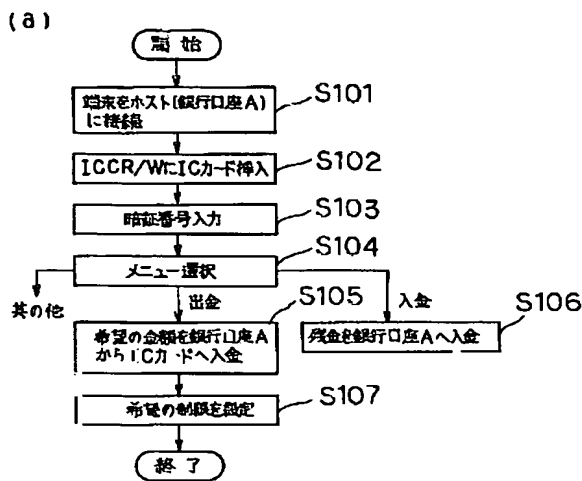 (a)
開始
端末をホスト(銀行口座A)
に接続
S101
ICCR/WにICカード挿入
S102
暗証番号入力
S103
メニュー選択
S104
其の他
出金
入金
希望の金額を銀行口座A
からICカードへ入金
S105
残金を銀行口座Aへ入金
S106
希望の制限を設定
S107
終了